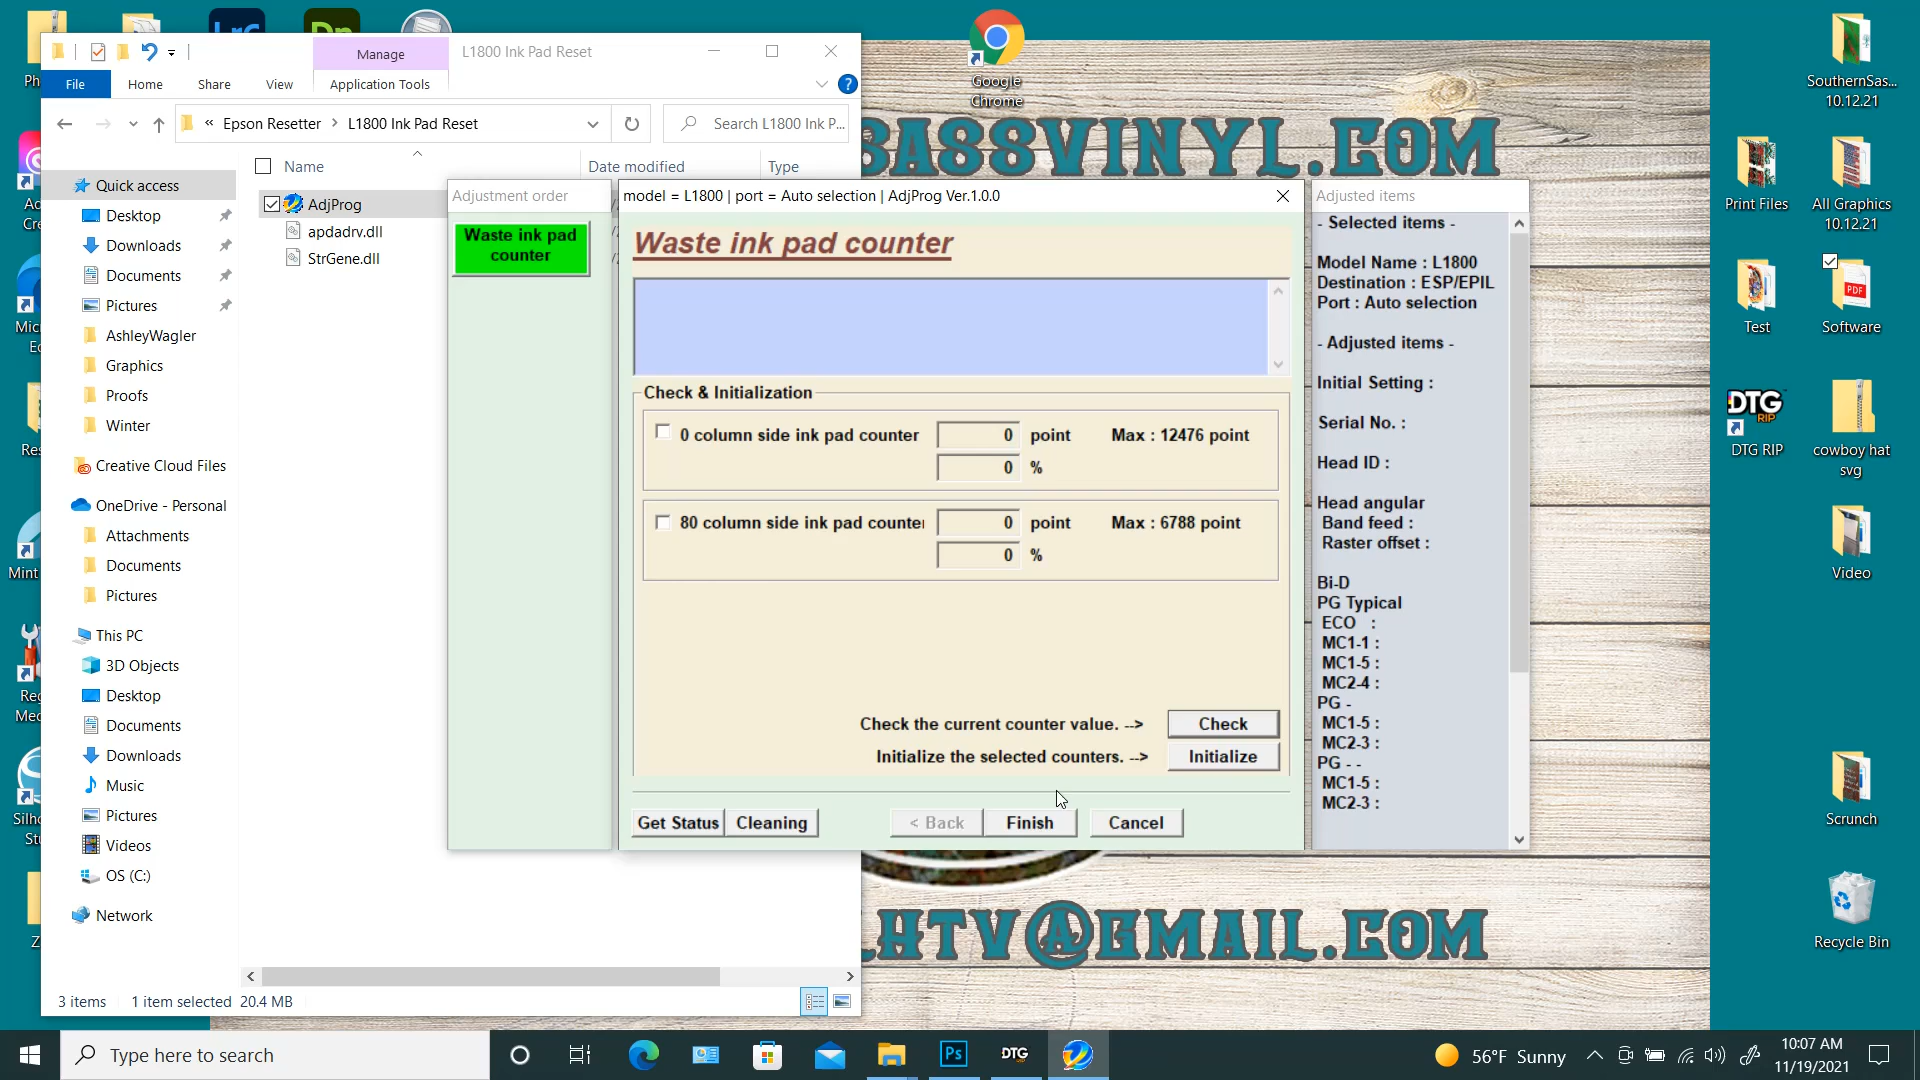 Manage
L1800 Ink Pad Reset
File
Home
Share
View
Application Tools
Epson Resetter
L1800 Ink Pad Reset
Search L1800 Ink P...
Name
Date modified
Type
Quick access
Desktop
Downloads
Documents
Pictures
AshleyWagler
Graphics
Proofs
Winter
Creative Cloud Files
OneDrive - Personal
Attachments
Documents
Pictures
This PC
3D Objects
Desktop
Documents
Downloads
Music
Pictures
Videos
OS (C:)
Network
AdjProg
apdadrv.dll
StrGene.dll
3 items
1 item selected 20.4 MB
Adjustment order
Waste ink pad
counter
model = L1800 | port = Auto selection | AdjProg Ver.1.0.0
Waste ink pad counter
Check & Initialization
0 column side ink pad counter
0 point
Max : 12476 point
0 %
80 column side ink pad counter
0 point
Max : 6788 point
0 %
Check the current counter value. -->
Check
Initialize the selected counters. -->
Initialize
Get Status
Cleaning
< Back
Finish
Cancel
Adjusted items
- Selected items -
Model Name : L1800
Destination : ESP/EPIL
Port : Auto selection
- Adjusted items -
Initial Setting :
Serial No. :
Head ID :
Head angular
Band feed :
Raster offset :
Bi-D
PG Typical
ECO :
MC1-1 :
MC1-5 :
MC2-4 :
PG -
MC1-5 :
MC2-3 :
PG - -
MC1-5 :
MC2-3 :
Google
Chrome
BASSVINYL.COM
LHTV@GMAIL.COM
SouthernSas...
10.12.21
Print Files
All Graphics
10.12.21
Test
PDF
Software
DTG
RIP
DTG RIP
cowboy hat
svg
Video
Scrunch
Recycle Bin
Type here to search
Ps
DTG
56°F Sunny
10:07 AM
11/19/2021